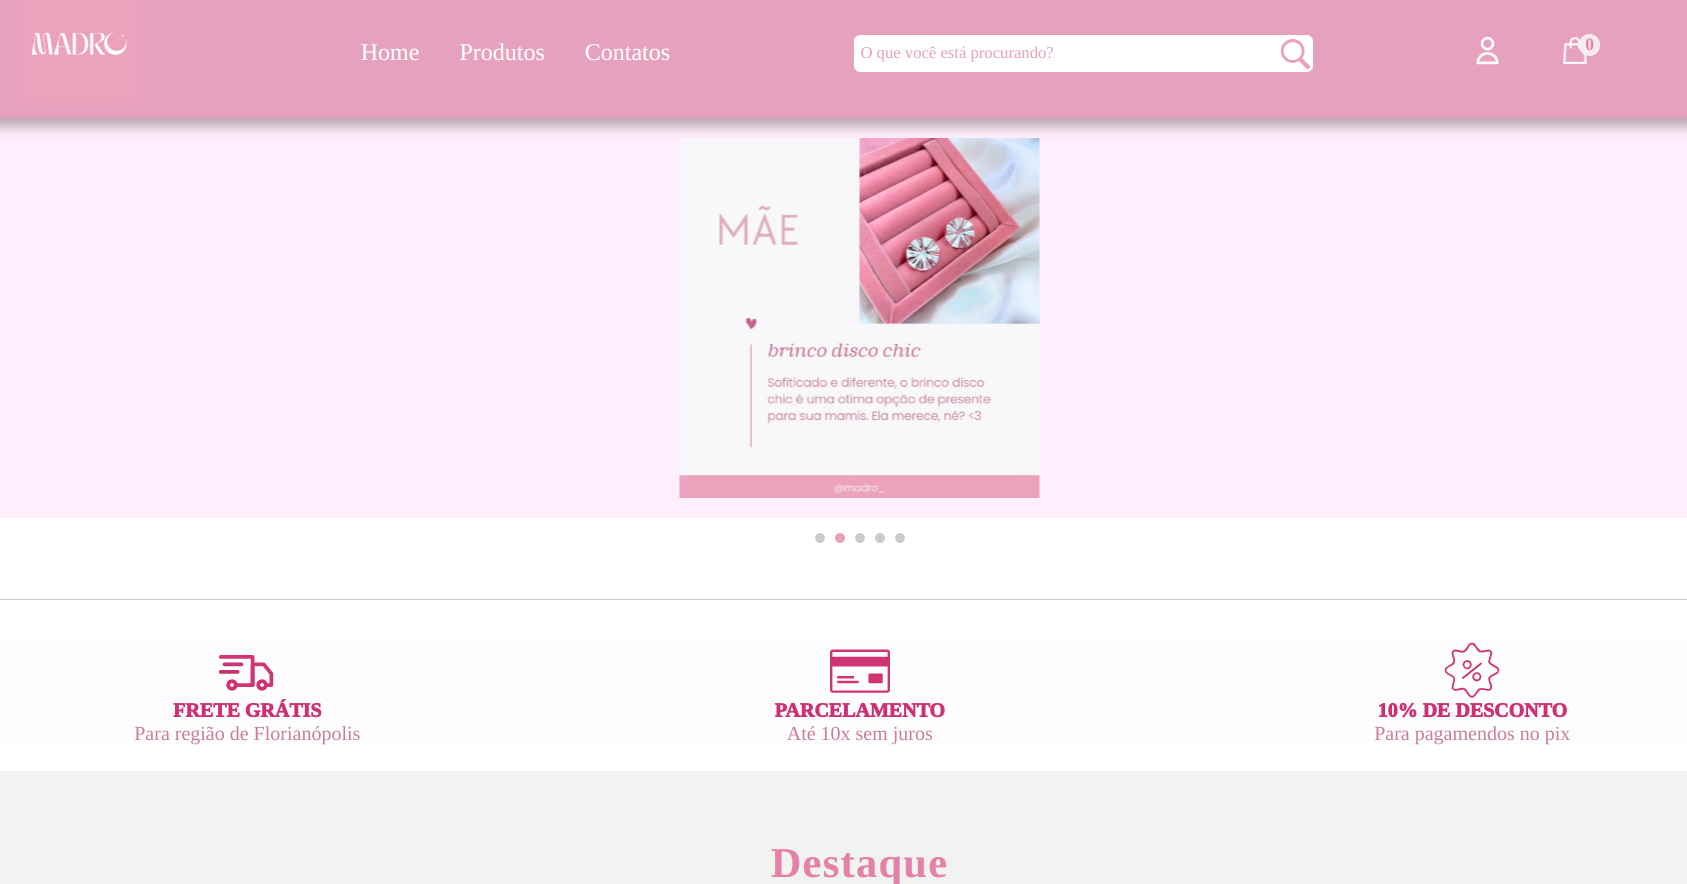 MADRO
Home Produtos Contatos
O que você está procurando?
0
MÃE
brinco disco chic
Sofiticado e diferente, o brinco disco
chic é uma otima opção de presente
para sua mamis. Ela merece, né? <3
@madro_
FRETE GRÁTIS
Para região de Florianópolis
PARCELAMENTO
Até 10x sem juros
10% DE DESCONTO
Para pagamendos no pix
Destaque